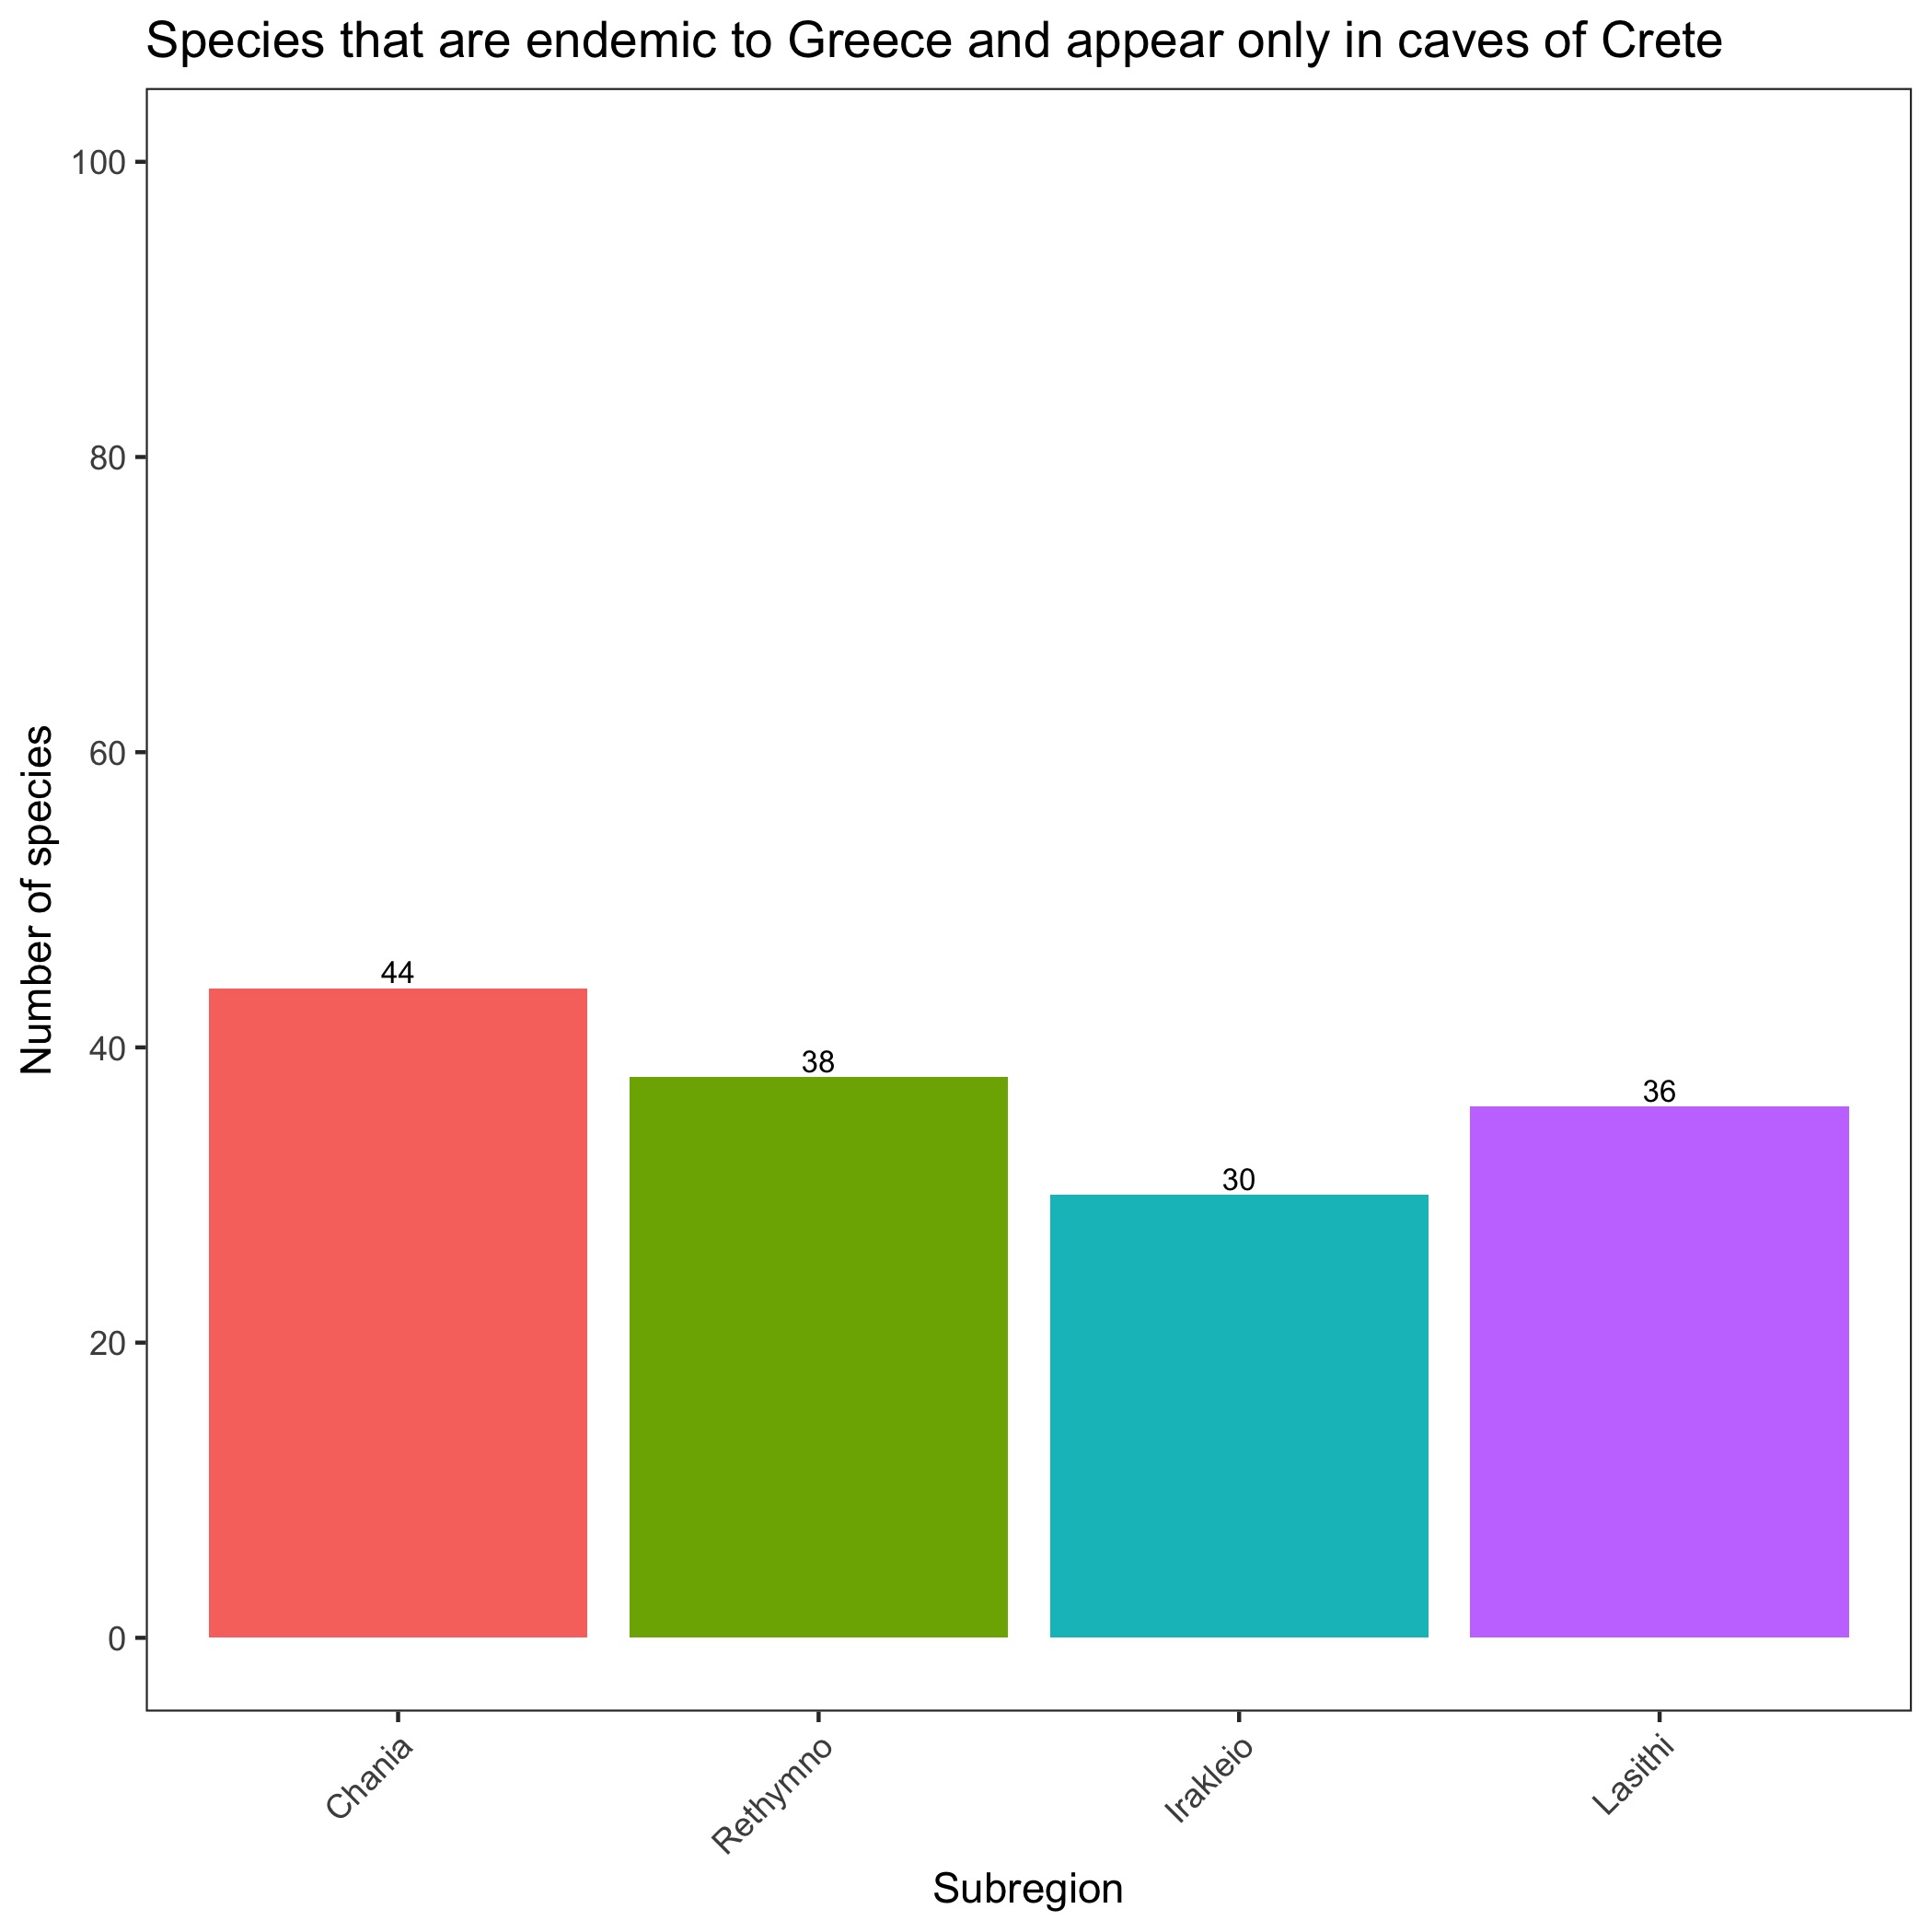 Species that are endemic to Greece and appear only in caves of Crete
Number of species
100
80
60
40
20
0
44
38
30
36
Chania
Rethymno
Irakleio
Lasithi
Subregion